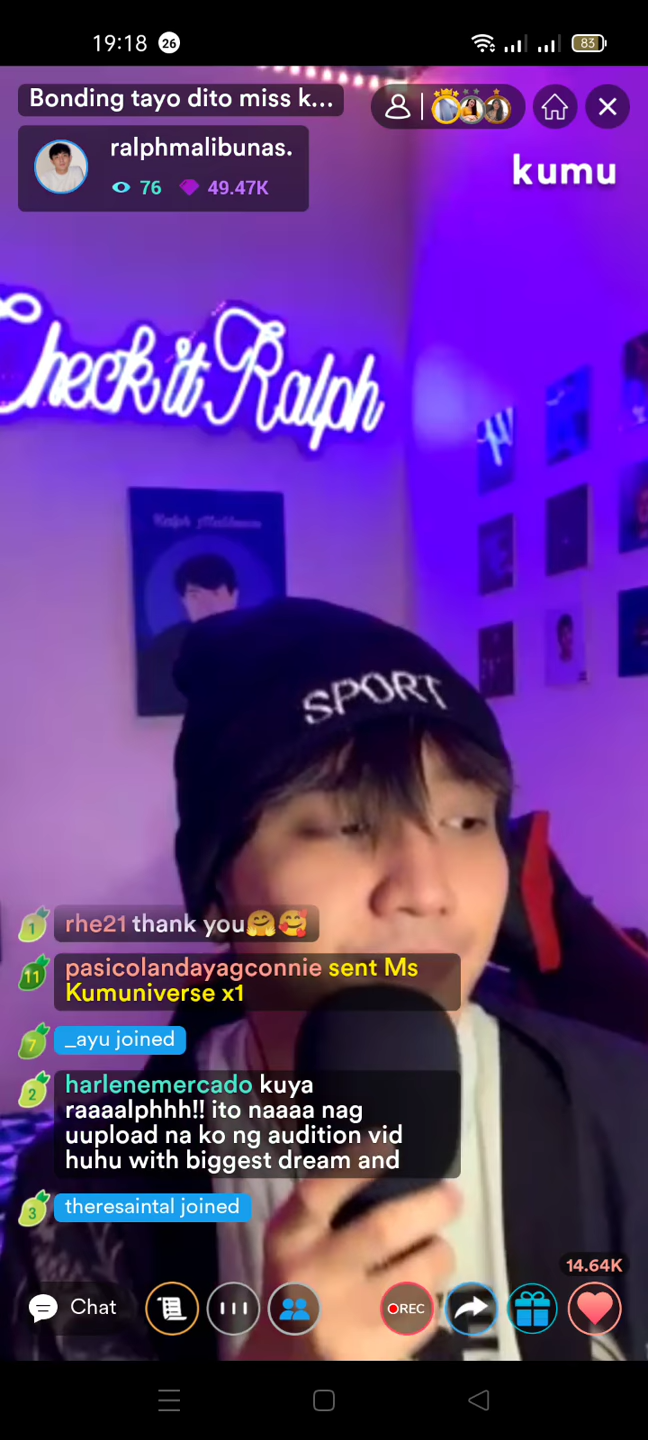 19:18 26
83
Bonding tayo dito miss k...
ralphmalibunas.
76 49.47K
kumu
Check it Ralph
SPORT
1 rhe21 thank you🤗🥰
11 pasicolandayagconnie sent Ms
Kumuniverse x1
7 _ayu joined
2 harlenemercado kuya
raaaalphhh!! ito naaaa nag
uupload na ko ng audition vid
huhu with biggest dream and
3 theresaintal joined
14.64K
Chat
REC